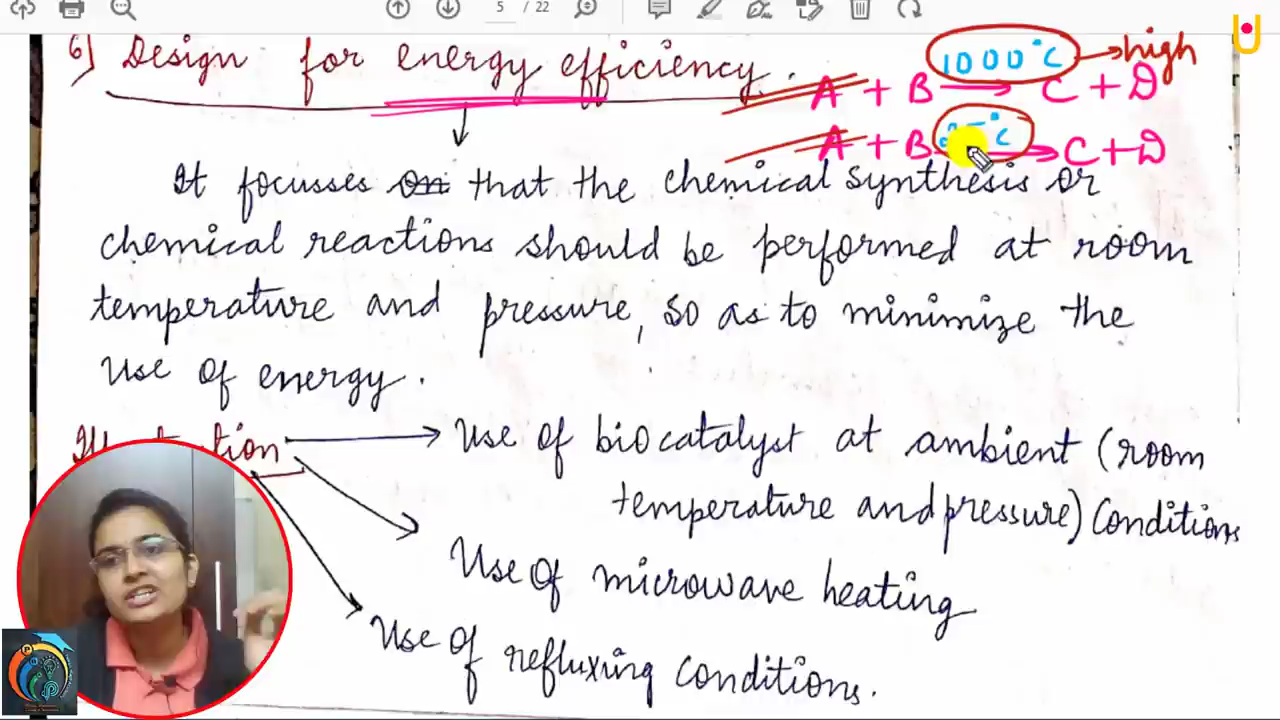 5 / 22
6) Design for energy efficiency.
1000°C → high
A + B → C + D
A + B °C → C + D
It focusses on that the chemical synthesis or
chemical reactions should be performed at room
temperature and pressure, so as to minimize the
use of energy.
→ Use of biocatalyst at ambient (room
temperature and pressure) Conditions
→ Use of microwave heating
→ Use of refluxing conditions.